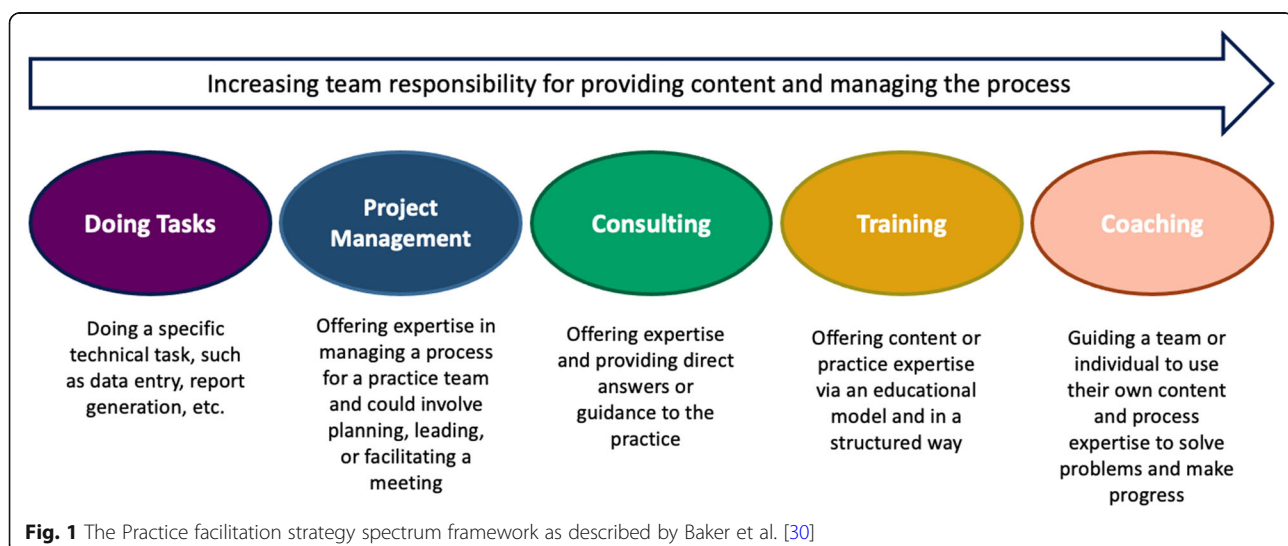 Increasing team responsibility for providing content and managing the process
Doing Tasks
Project
Management
Consulting
Training
Coaching
Doing a specific
technical task, such
as data entry, report
generation, etc.
Offering expertise in
managing a process
for a practice team
and could involve
planning, leading,
or facilitating a
meeting
Offering expertise
and providing direct
answers or
guidance to the
practice
Offering content or
practice expertise
via an educational
model and in a
structured way
Guiding a team or
individual to use
their own content
and process
expertise to solve
problems and make
progress
Fig. 1 The Practice facilitation strategy spectrum framework as described by Baker et al. [30]